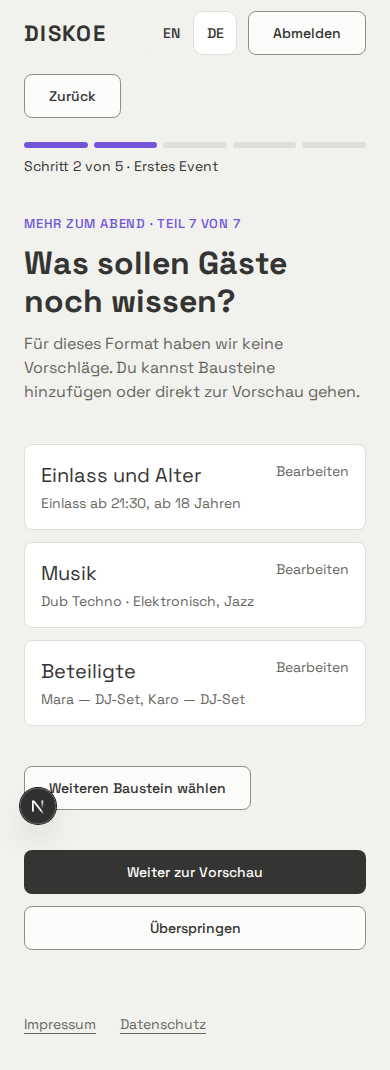 DISKOE
EN
DE
Abmelden
Zurück
Schritt 2 von 5 · Erstes Event
MEHR ZUM ABEND · TEIL 7 VON 7
Was sollen Gäste
noch wissen?
Für dieses Format haben wir keine
Vorschläge. Du kannst Bausteine
hinzufügen oder direkt zur Vorschau gehen.
Einlass und Alter
Bearbeiten
Einlass ab 21:30, ab 18 Jahren
Musik
Bearbeiten
Dub Techno · Elektronisch, Jazz
Beteiligte
Bearbeiten
Mara — DJ-Set, Karo — DJ-Set
Weiteren Baustein wählen
N
Weiter zur Vorschau
Überspringen
Impressum
Datenschutz